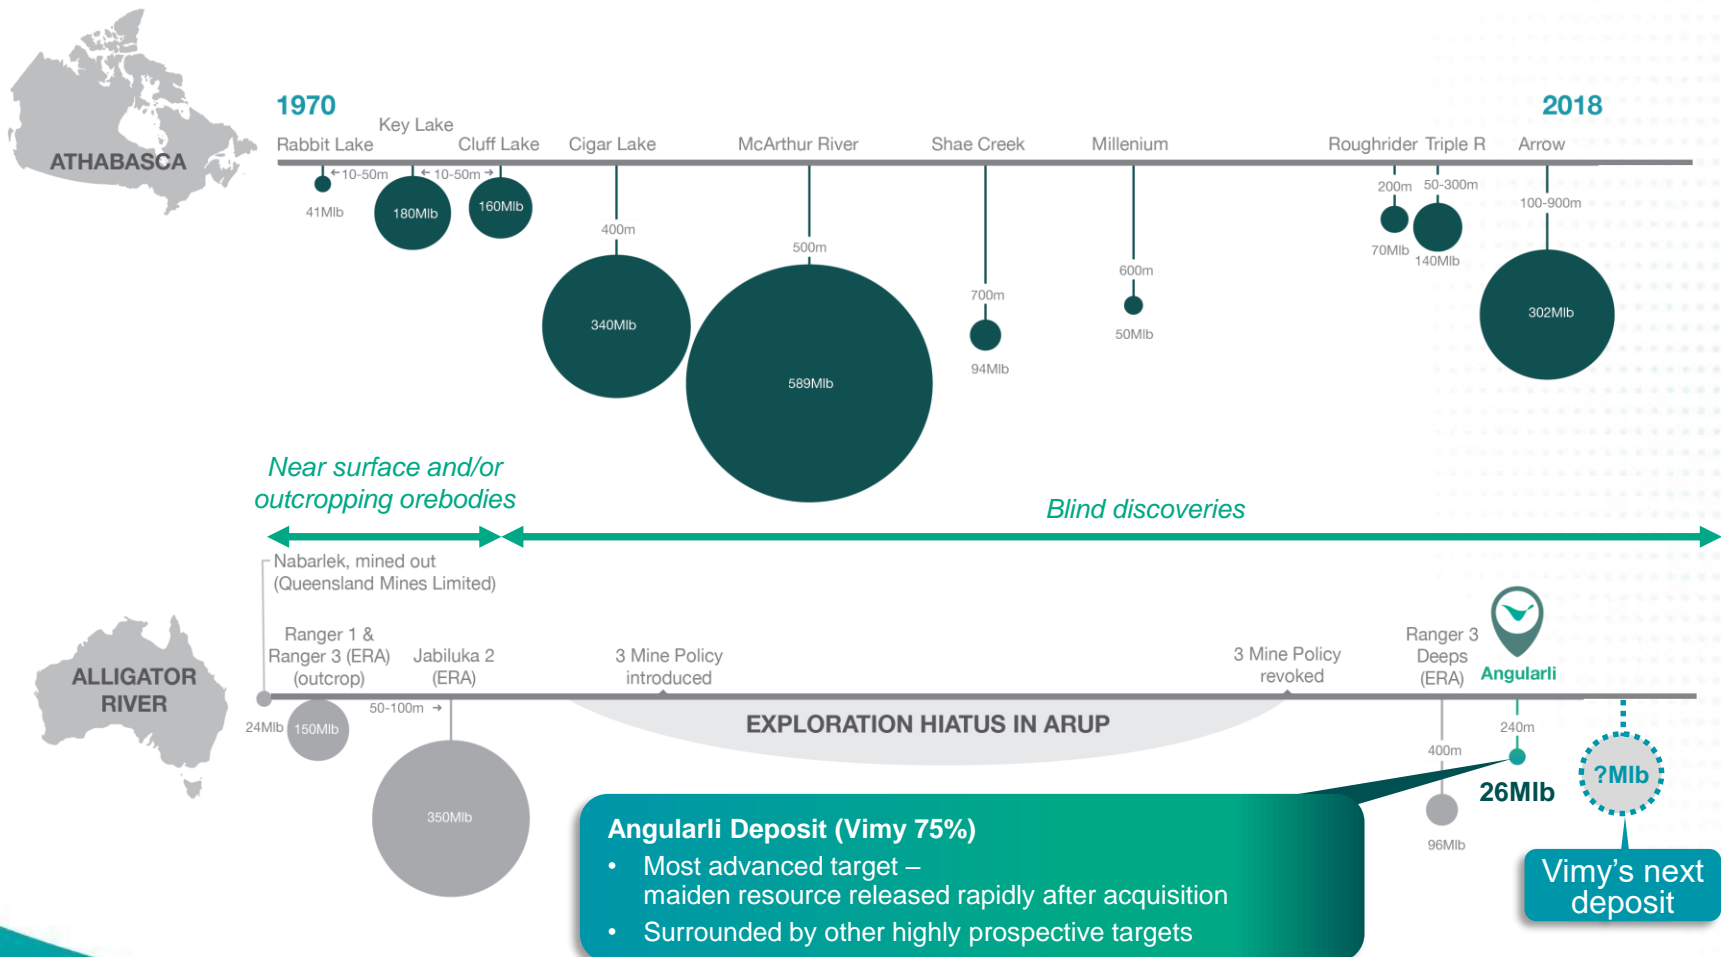 ATHABASCA
1970
2018
Rabbit Lake
Key Lake
Cluff Lake
Cigar Lake
McArthur River
Shae Creek
Millenium
Roughrider
Triple R
Arrow
←10-50m
←10-50m →
41Mlb
180Mlb
160Mlb
400m
340Mlb
500m
589Mlb
700m
94Mlb
600m
50Mlb
200m
70Mlb
50-300m
140Mlb
100-900m
302Mlb
Near surface and/or
outcropping orebodies
Blind discoveries
ALLIGATOR
RIVER
Nabarlek, mined out
(Queensland Mines Limited)
Ranger 1 &
Ranger 3 (ERA)
(outcrop)
Jabiluka 2
(ERA)
3 Mine Policy
introduced
3 Mine Policy
revoked
Ranger 3
Deeps
(ERA)
Angularli
24Mlb
150Mlb
50-100m →
350Mlb
EXPLORATION HIATUS IN ARUP
400m
96Mlb
240m
26Mlb
?Mlb
Angularli Deposit (Vimy 75%)
• Most advanced target –
maiden resource released rapidly after acquisition
• Surrounded by other highly prospective targets
Vimy's next
deposit